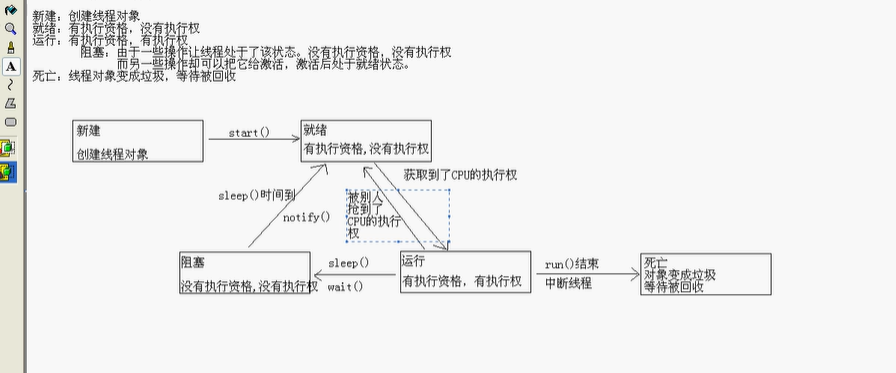 新建：创建线程对象
就绪：有执行资格，没有执行权
运行：有执行资格，有执行权
阻塞：由于一些操作让线程处于了该状态。没有执行资格，没有执行权
而另一些操作却可以把它给激活，激活后处于就绪状态。
死亡：线程对象变成垃圾，等待被回收
新建
创建线程对象
start()
就绪
有执行资格,没有执行权
获取到了CPU的执行权
sleep()时间到
notify()
被别人
抢到了
CPU的执行
权
阻塞
没有执行资格,没有执行权
sleep()
wait()
运行
有执行资格，有执行权
run()结束
中断线程
死亡
对象变成垃圾
等待被回收
A